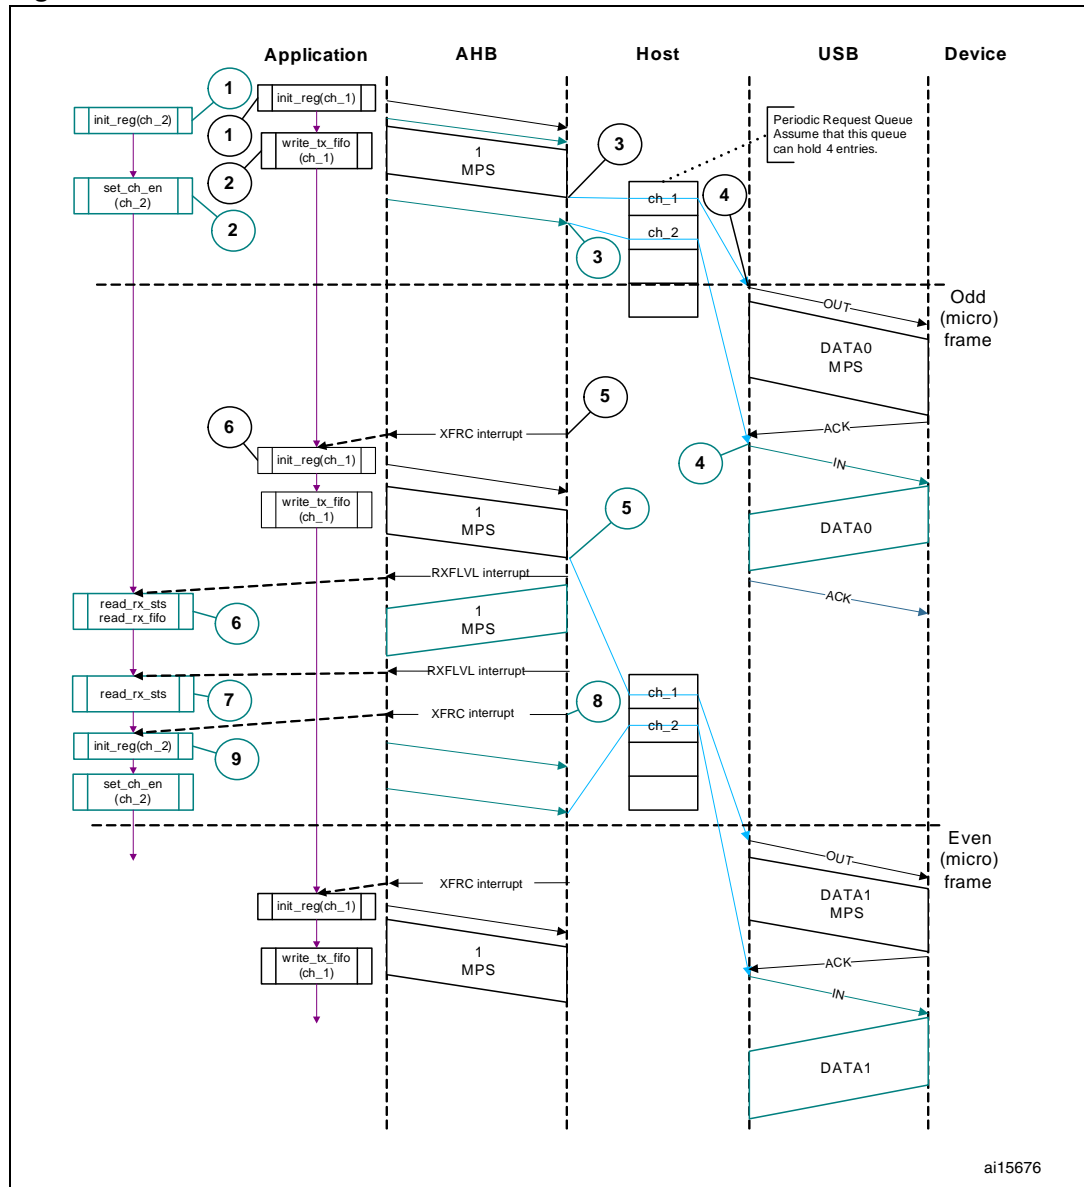 Application
AHB
Host
USB
Device
1
init_reg(ch_1)
init_reg(ch_2)
1
Periodic Request Queue
Assume that this queue
can hold 4 entries.
write_tx_fifo
(ch_1)
1
MPS
3
2
set_ch_en
(ch_2)
ch_1
4
2
ch_2
3
Odd
(micro)
frame
OUT
DATA0
MPS
5
6
XFRC interrupt
ACK
init_reg(ch_1)
4
IN
write_tx_fifo
(ch_1)
1
MPS
5
DATA0
RXFLVL interrupt
read_rx_sts
read_rx_fifo
6
1
MPS
ACK
RXFLVL interrupt
read_rx_sts
7
ch_1
XFRC interrupt
8
ch_2
init_reg(ch_2)
9
set_ch_en
(ch_2)
Even
(micro)
frame
OUT
XFRC interrupt
DATA1
MPS
init_reg(ch_1)
write_tx_fifo
(ch_1)
1
MPS
ACK
IN
DATA1
ai15676